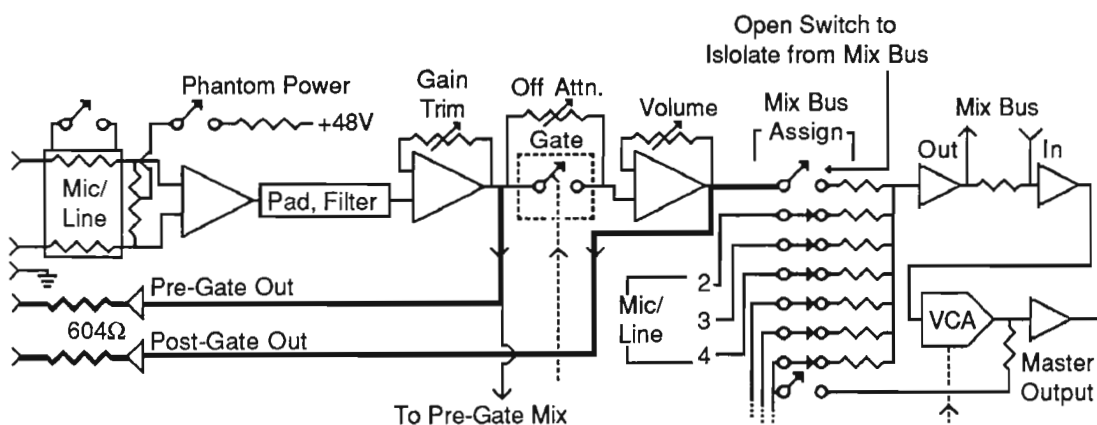 Open Switch to
Islolate from Mix Bus
Phantom Power
+48V
Gain
Trim
Off Attn.
Gate
Volume
Mix Bus
Assign
Mix Bus
Out
In
Mic/
Line
Pad, Filter
Pre-Gate Out
604Ω
Post-Gate Out
To Pre-Gate Mix
Mic/
Line
2
3
4
VCA
Master
Output